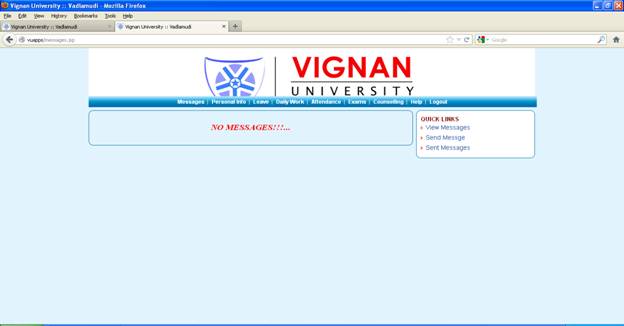 Vignan University :: Vadlamudi - Mozilla Firefox
File Edit View History Bookmarks Tools Help
Vignan University :: Vadlamudi
Vignan University :: Vadlamudi
vuapps/messages.jsp
Google
VIGNAN
UNIVERSITY
Messages | Personal Info | Leave | Daily Work | Attendance | Exams | Counselling | Help | Logout
NO MESSAGES!!!...
QUICK LINKS
View Messages
Send Messge
Sent Messages